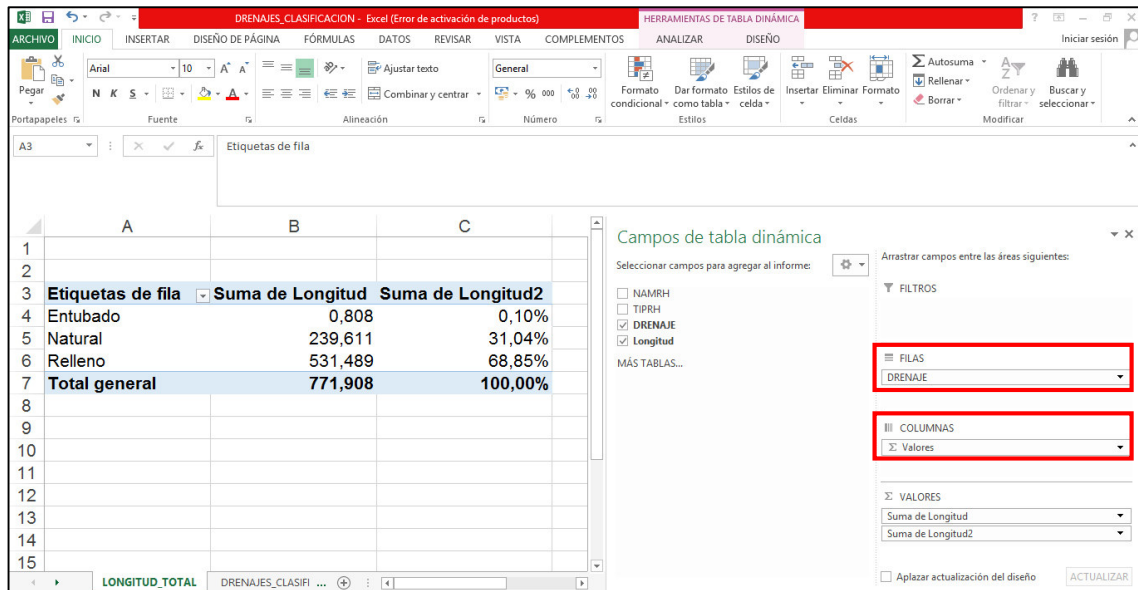 DRENAJES_CLASIFICACION - Excel (Error de activación de productos)
HERRAMIENTAS DE TABLA DINÁMICA
ARCHIVO INICIO INSERTAR DISEÑO DE PÁGINA FÓRMULAS DATOS REVISAR VISTA COMPLEMENTOS ANALIZAR DISEÑO Iniciar sesión
Pegar
Portapapeles
Arial 10
N K S
Fuente
Ajustar texto
Combinar y centrar
Alineación
General
% 000
Número
Formato condicional
Dar formato como tabla
Estilos de celda
Estilos
Insertar Eliminar Formato
Celdas
Autosuma
Rellenar
Borrar
Ordenar y filtrar
Buscar y seleccionar
Modificar
A3 fx Etiquetas de fila
A B C
1
2
3 Etiquetas de fila Suma de Longitud Suma de Longitud2
4 Entubado 0,808 0,10%
5 Natural 239,611 31,04%
6 Relleno 531,489 68,85%
7 Total general 771,908 100,00%
8
9
10
11
12
13
14
15
LONGITUD_TOTAL DRENAJES_CLASIFI ...
Campos de tabla dinámica
Seleccionar campos para agregar al informe:
NAMRH
TIPRH
DRENAJE
Longitud
MÁS TABLAS...
Arrastrar campos entre las áreas siguientes:
FILTROS
FILAS
DRENAJE
COLUMNAS
Σ Valores
Σ VALORES
Suma de Longitud
Suma de Longitud2
Aplazar actualización del diseño ACTUALIZAR